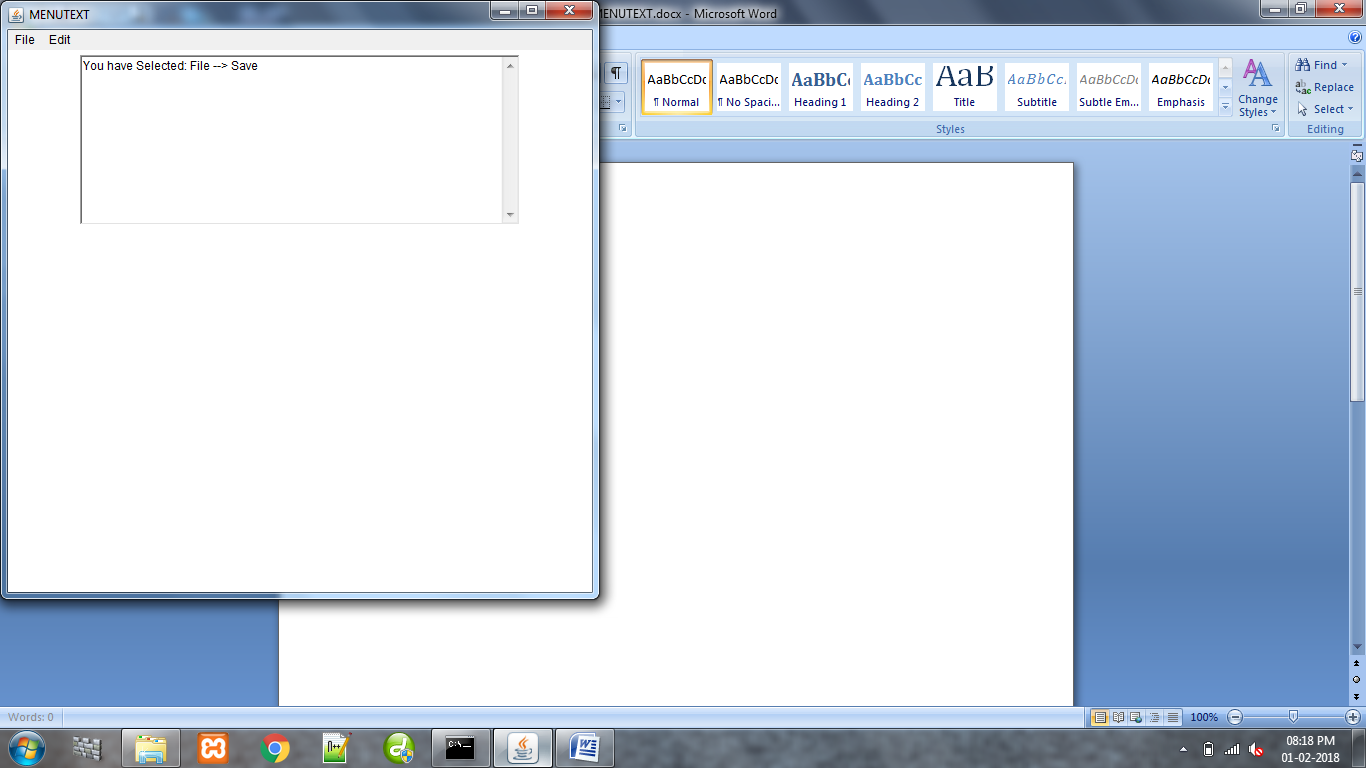 MENUTEXT
MENUTEXT.docx - Microsoft Word
File Edit
You have Selected: File --> Save
¶
AaBbCcDc AaBbCcDc AaBbCc AaBbCc AaB AaBbCc. AaBbCcDc AaBbCcDc
¶ Normal ¶ No Spaci... Heading 1 Heading 2 Title Subtitle Subtle Em... Emphasis
Change
Styles
Find
Replace
Select
Styles
Editing
Words: 0
100%
C:\
08:18 PM
01-02-2018